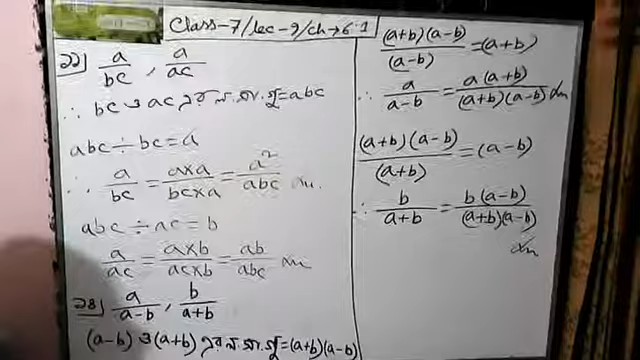 Class-7/Lec-9/ch→6.1
২২) a/bc , a/ac
∴ bc ও ac এর ল.সা.গু = abc
abc ÷ bc = a
∴ a/bc = a×a/bc×a = a²/abc Ans.
abc ÷ ac = b
a/ac = a×b/ac×b = ab/abc Ans
২৪) a/a-b , b/a+b
(a-b) ও (a+b) এর ল.সা.গু = (a+b)(a-b)
(a+b)(a-b)/(a-b) = (a+b)
∴ a/a-b = a(a+b)/(a+b)(a-b) Ans
(a+b)(a-b)/(a+b) = (a-b)
∴ b/a+b = b(a-b)/(a+b)(a-b)
Ans